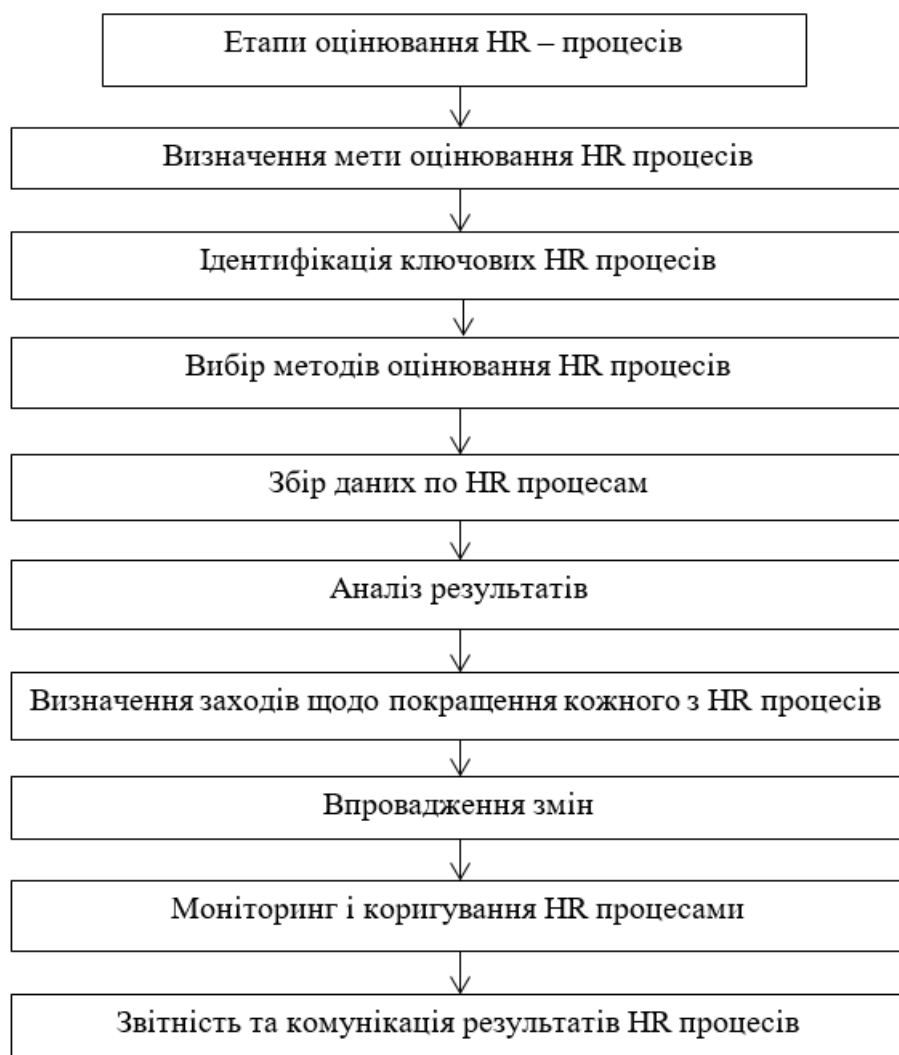 Етапи оцінювання HR – процесів
Визначення мети оцінювання HR процесів
Ідентифікація ключових HR процесів
Вибір методів оцінювання HR процесів
Збір даних по HR процесам
Аналіз результатів
Визначення заходів щодо покращення кожного з HR процесів
Впровадження змін
Моніторинг і коригування HR процесами
Звітність та комунікація результатів HR процесів